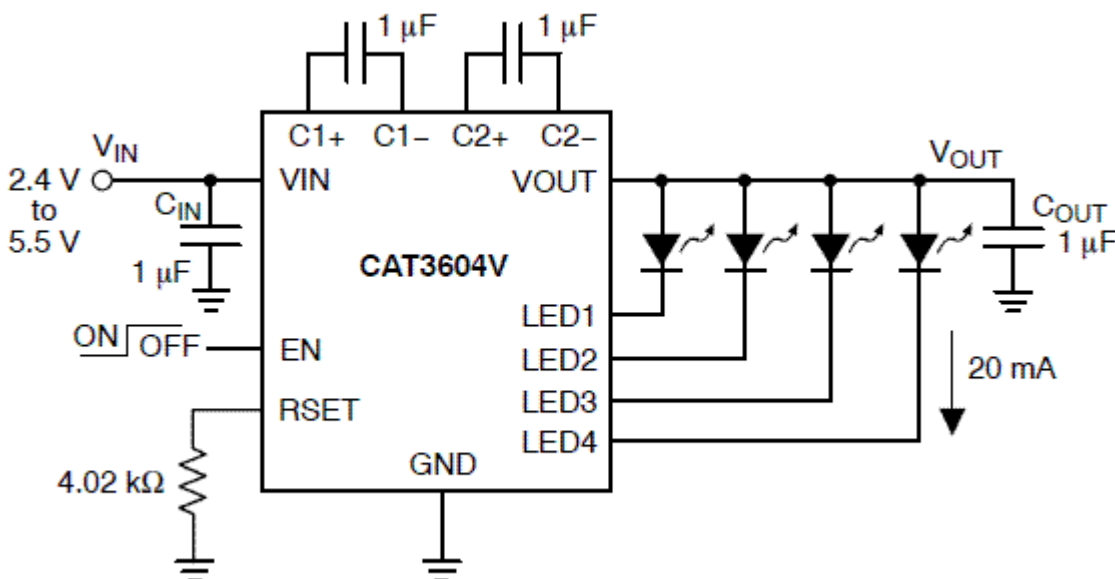 1 μF
1 μF
C1+ C1− C2+ C2−
VIN
2.4 V
to
5.5 V
VIN
CIN
1 μF
VOUT
VOUT
COUT
1 μF
CAT3604V
ON OFF
EN
LED1
LED2
LED3
LED4
20 mA
RSET
4.02 kΩ
GND